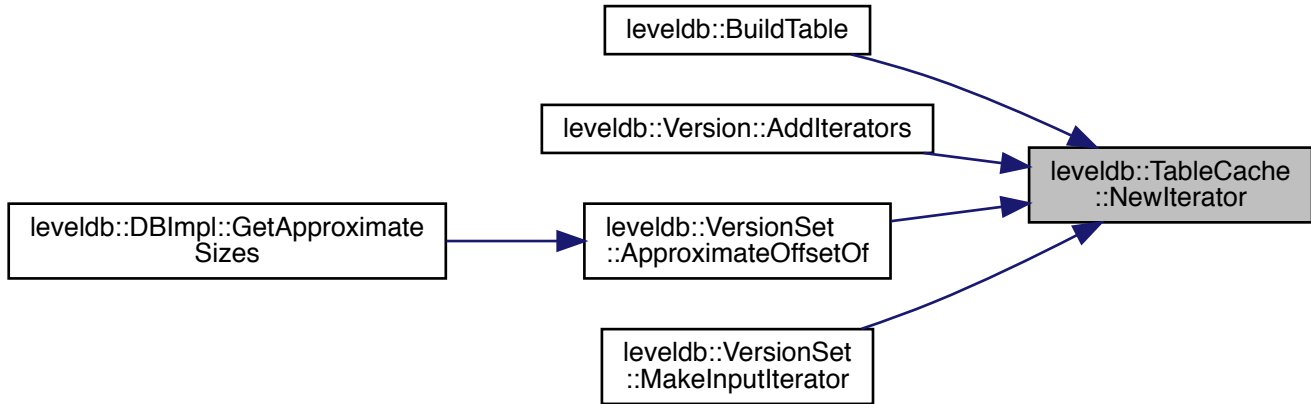 leveldb::BuildTable
leveldb::Version::AddIterators
leveldb::TableCache
::NewIterator
leveldb::DBImpl::GetApproximate
Sizes
leveldb::VersionSet
::ApproximateOffsetOf
leveldb::VersionSet
::MakeInputIterator